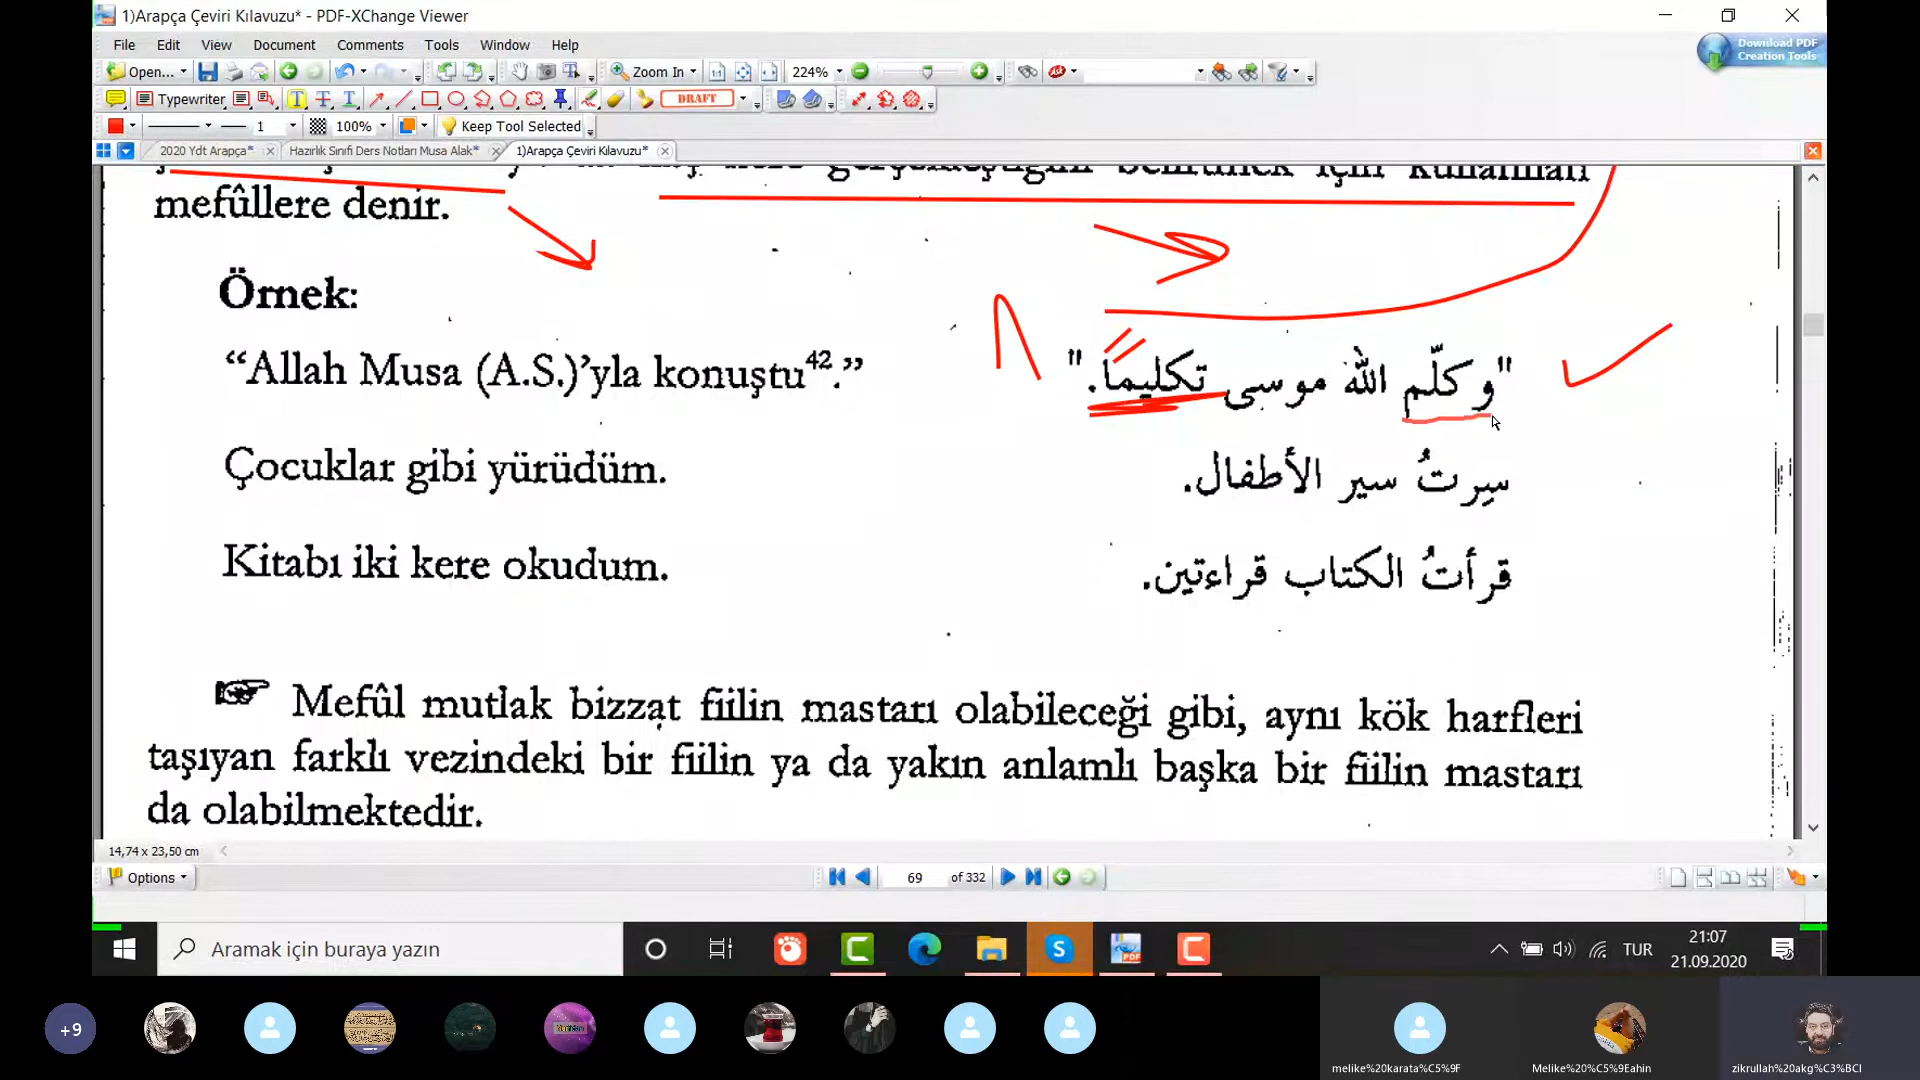 1)Arapça Çeviri Kılavuzu* - PDF-XChange Viewer
File Edit View Document Comments Tools Window Help
Download PDF
Creation Tools
Open... Zoom In 224%
Typewriter DRAFT
1 100% Keep Tool Selected
2020 Ydt Arapça* Hazırlık Sınıfı Ders Notları Musa Alak* 1)Arapça Çeviri Kılavuzu*
kere gerçekleştiğini belirtmek için kullanılan
mefûllere denir.
Örnek:
“Allah Musa (A.S.)’yla konuştu42.” "وكلّم الله موسى تكليما."
Çocuklar gibi yürüdüm. سِرتُ سير الأطفال.
Kitabı iki kere okudum. قرأتُ الكتاب قراءتين.
Mefûl mutlak bizzat fiilin mastarı olabileceği gibi, aynı kök harfleri
taşıyan farklı vezindeki bir fiilin ya da yakın anlamlı başka bir fiilin mastarı
da olabilmektedir.
14,74 x 23,50 cm
Options 69 of 332
Aramak için buraya yazın
TUR 21:07
21.09.2020
+9
melike%20karata%C5%9F Melike%20%C5%9Eahin zikrullah%20akg%C3%BCl